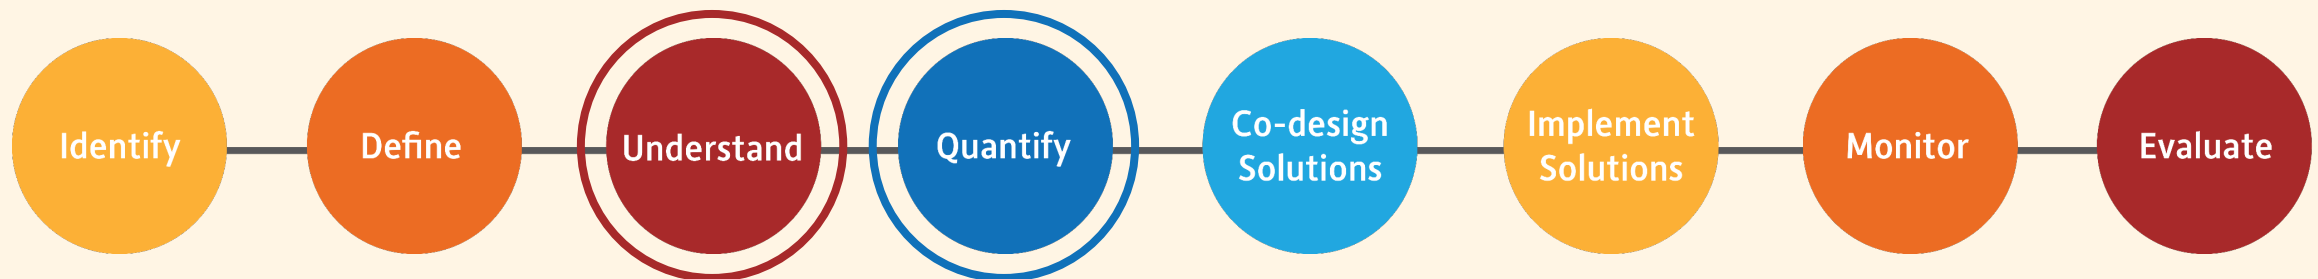 Identify
Define
Understand
Quantify
Co-design
Solutions
Implement
Solutions
Monitor
Evaluate